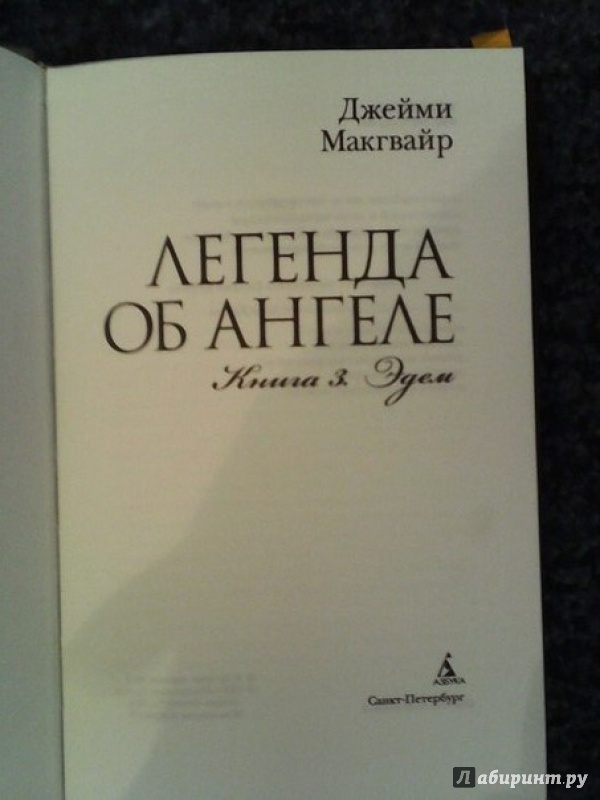 Джейми
Макгвайр
ЛЕГЕНДА
ОБ АНГЕЛЕ
Книга 3. Эдем
АЗБУКА
Санкт-Петербург
Лабиринт.ру